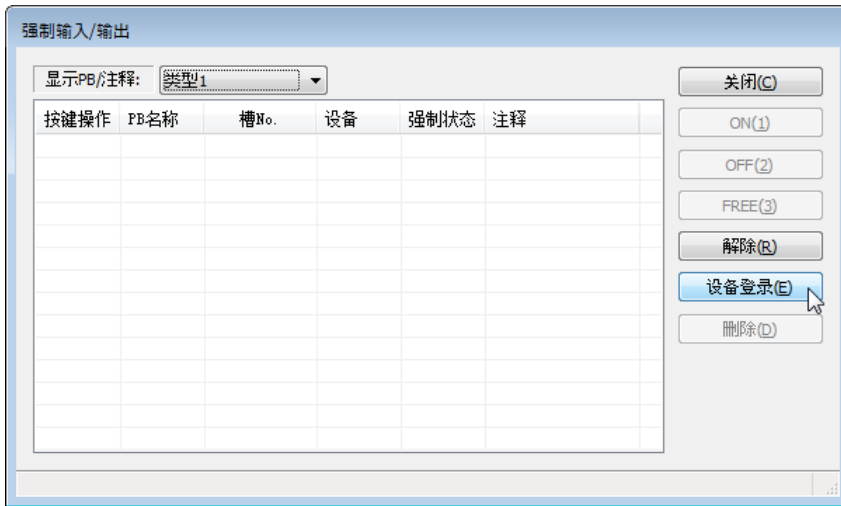 强制输入/输出
显示PB/注释: 类型1
关闭(C)
按键操作 PB名称 槽No. 设备 强制状态 注释
ON(1)
OFF(2)
FREE(3)
解除(R)
设备登录(E)
删除(D)